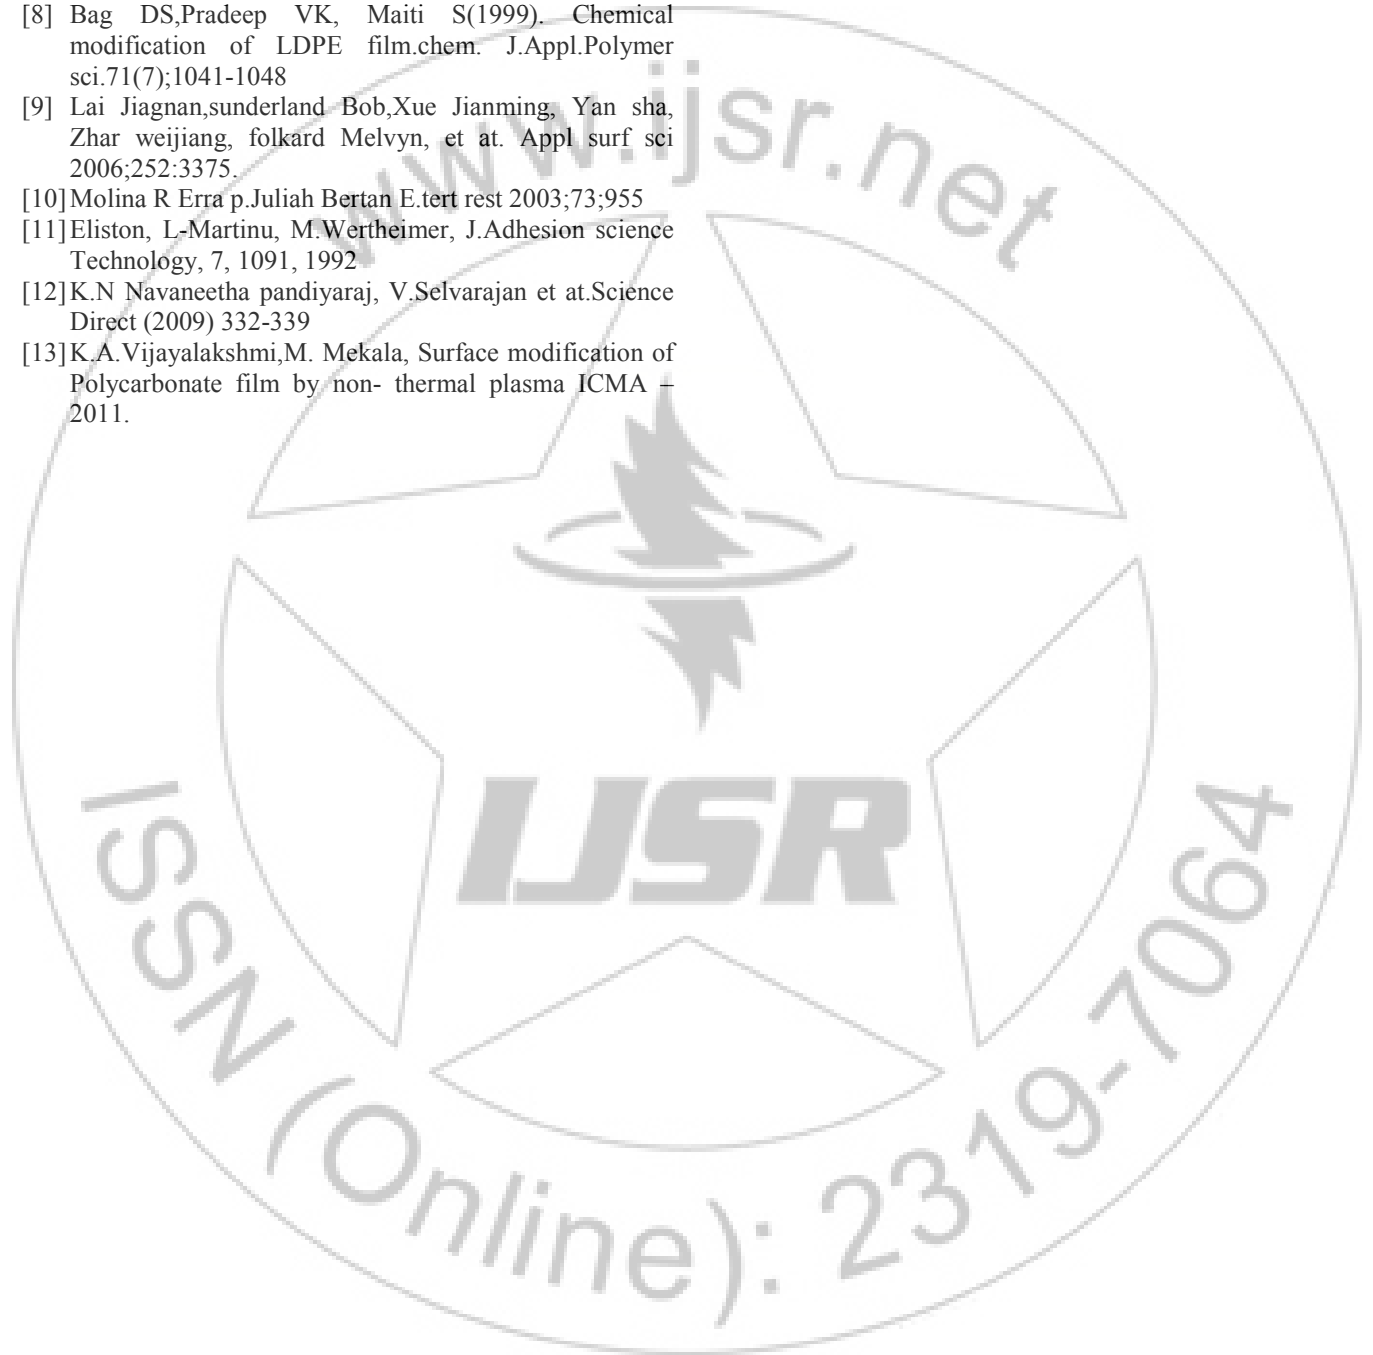 [8] Bag DS,Pradeep VK, Maiti S(1999). Chemical
modification of LDPE film.chem. J.Appl.Polymer
sci.71(7);1041-1048
[9] Lai Jiagnan,sunderland Bob,Xue Jianming, Yan sha,
Zhar weijiang, folkard Melvyn, et at. Appl surf sci
2006;252:3375.
[10] Molina R Erra p.Juliah Bertan E.tert rest 2003;73;955
[11] Eliston, L-Martinu, M.Wertheimer, J.Adhesion science
Technology, 7, 1091, 1992
[12] K.N Navaneetha pandiyaraj, V.Selvarajan et at.Science
Direct (2009) 332-339
[13] K.A.Vijayalakshmi,M. Mekala, Surface modification of
Polycarbonate film by non- thermal plasma ICMA –
2011.
www.ijsr.net
IJSR
ISSN (Online): 2319-7064